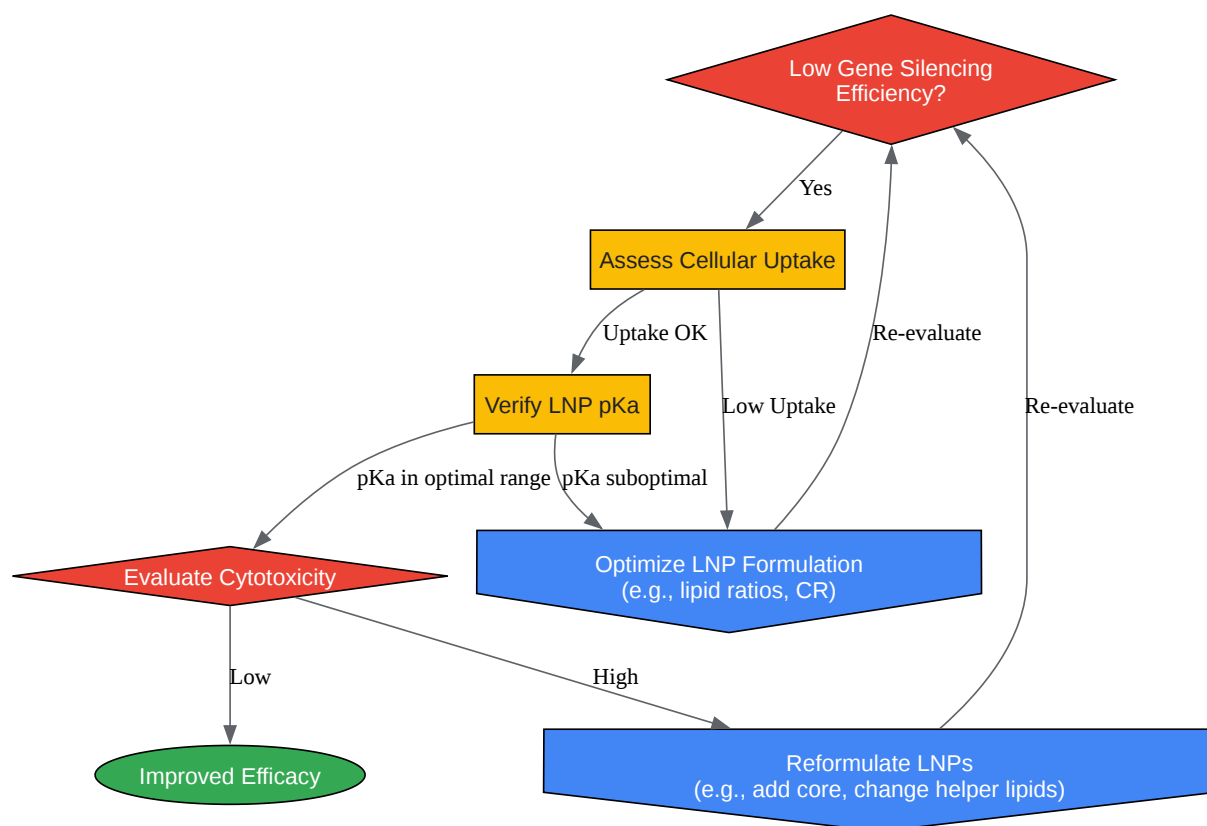 Low Gene Silencing
Efficiency?
Yes
Assess Cellular Uptake
Uptake OK
Re-evaluate
Verify LNP pKa
Low Uptake
Re-evaluate
pKa in optimal range
pKa suboptimal
Evaluate Cytotoxicity
Optimize LNP Formulation
(e.g., lipid ratios, CR)
Low
High
Improved Efficacy
Reformulate LNPs
(e.g., add core, change helper lipids)